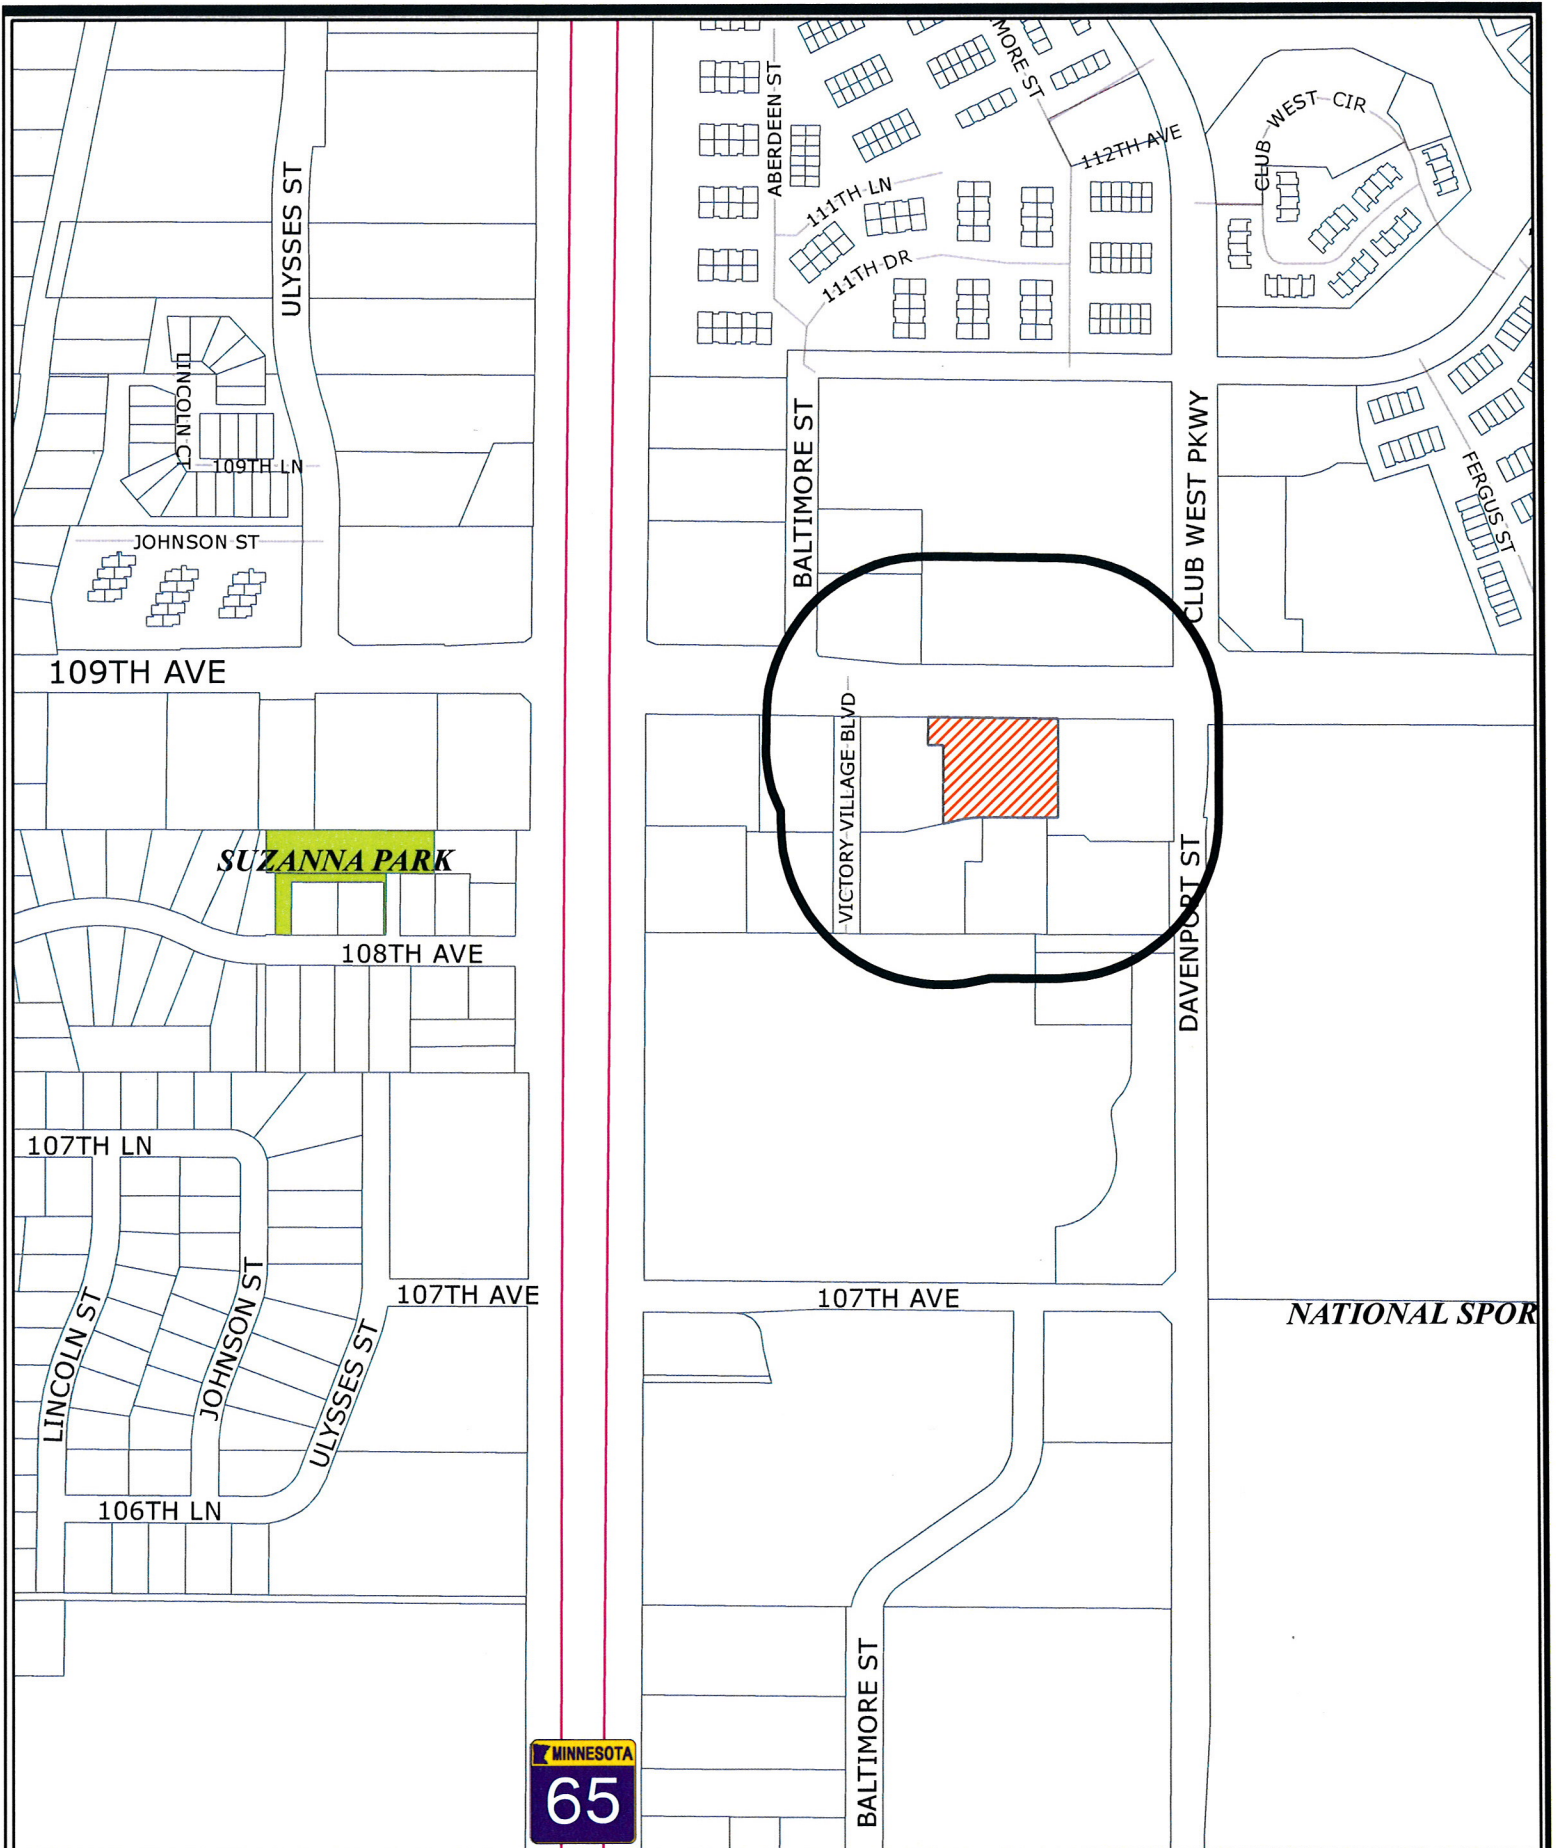 MORE ST
ABERDEEN ST
WEST CIR
CLUB
112TH AVE
111TH LN
111TH DR
ULYSSES ST
LINCOLN CT
109TH LN
BALTIMORE ST
CLUB WEST PKWY
FERGUS ST
JOHNSON ST
109TH AVE
VICTORY VILLAGE BLVD
SUZANNA PARK
108TH AVE
DAVENPORT ST
107TH LN
107TH AVE
107TH AVE
NATIONAL SPOR
LINCOLN ST
JOHNSON ST
ULYSSES ST
106TH LN
BALTIMORE ST
MINNESOTA
65